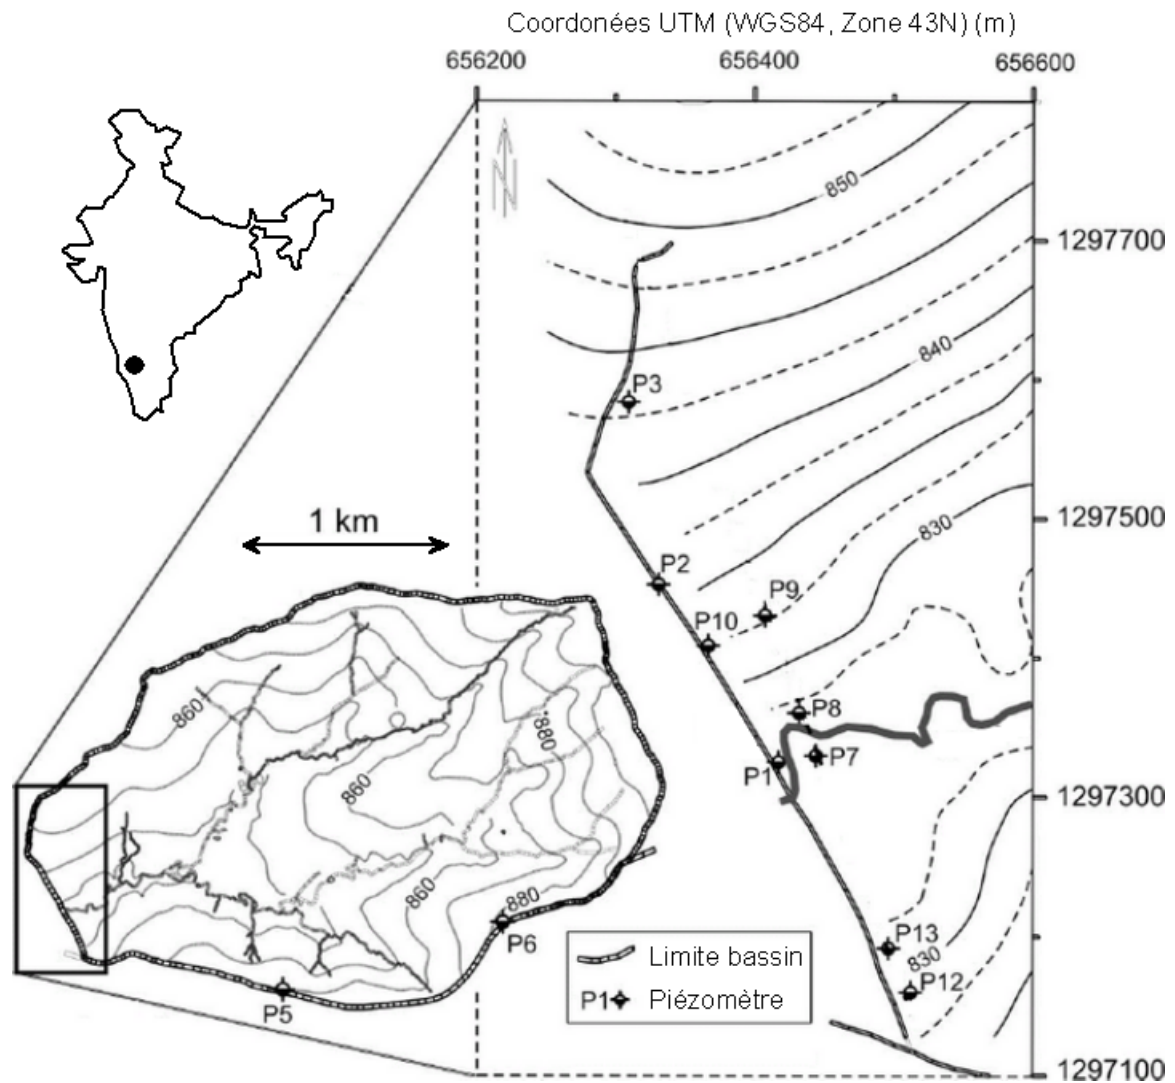 Coordonées UTM (WGS84, Zone 43N) (m)
656200 656400 656600
N
850
1297700
840
P3
1297500
830
1 km
P2
P9
P10
860
880
P8
P7
P1
860
1297300
860
880
P6
P13
830
P12
P5
Limite bassin
P1 Piézomètre
1297100